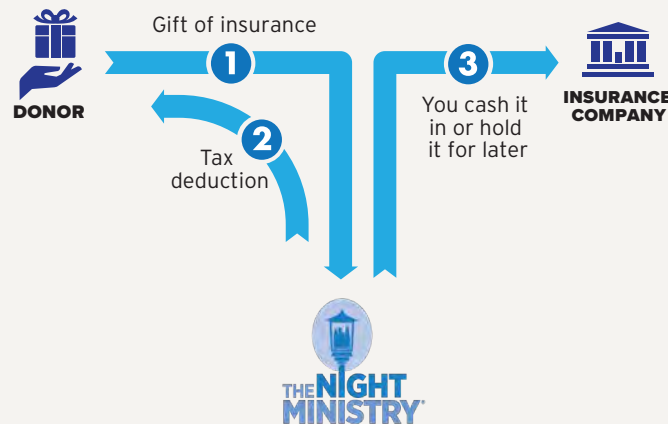 Gift of insurance
1
DONOR
2
Tax
deduction
3
You cash it
in or hold
it for later
INSURANCE
COMPANY
THE NIGHT
MINISTRY®